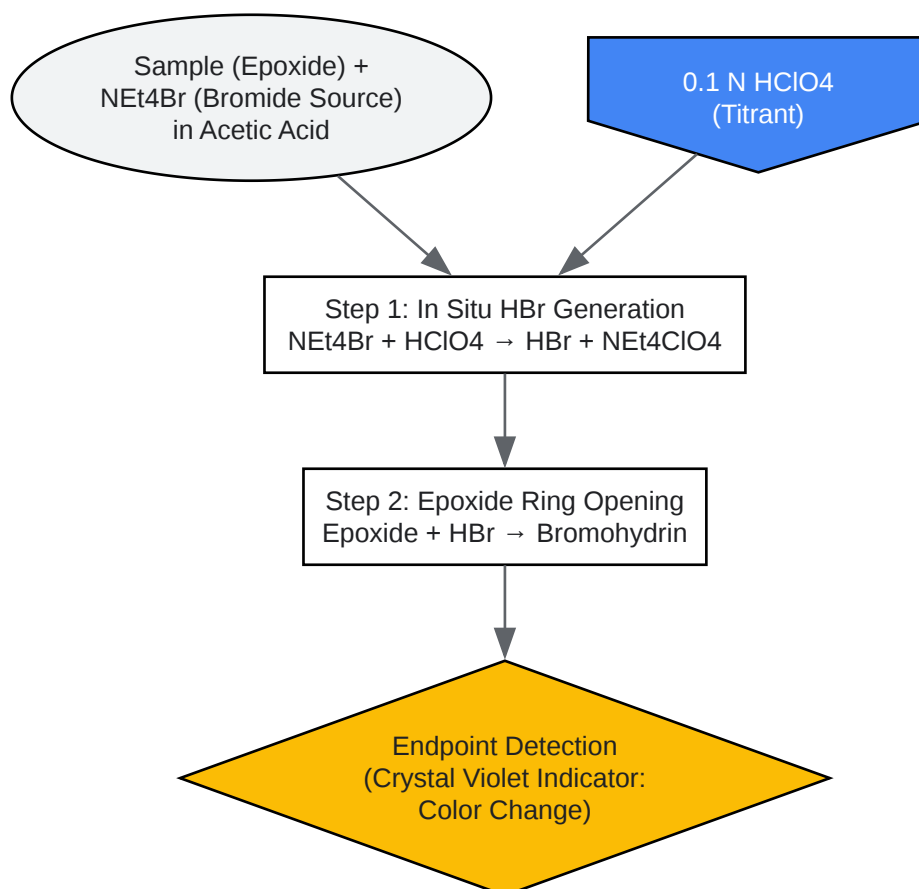 Sample (Epoxide) +
NEt4Br (Bromide Source)
in Acetic Acid
0.1 N HClO4
(Titrant)
Step 1: In Situ HBr Generation
NEt4Br + HClO4 → HBr + NEt4ClO4
Step 2: Epoxide Ring Opening
Epoxide + HBr → Bromohydrin
Endpoint Detection
(Crystal Violet Indicator:
Color Change)